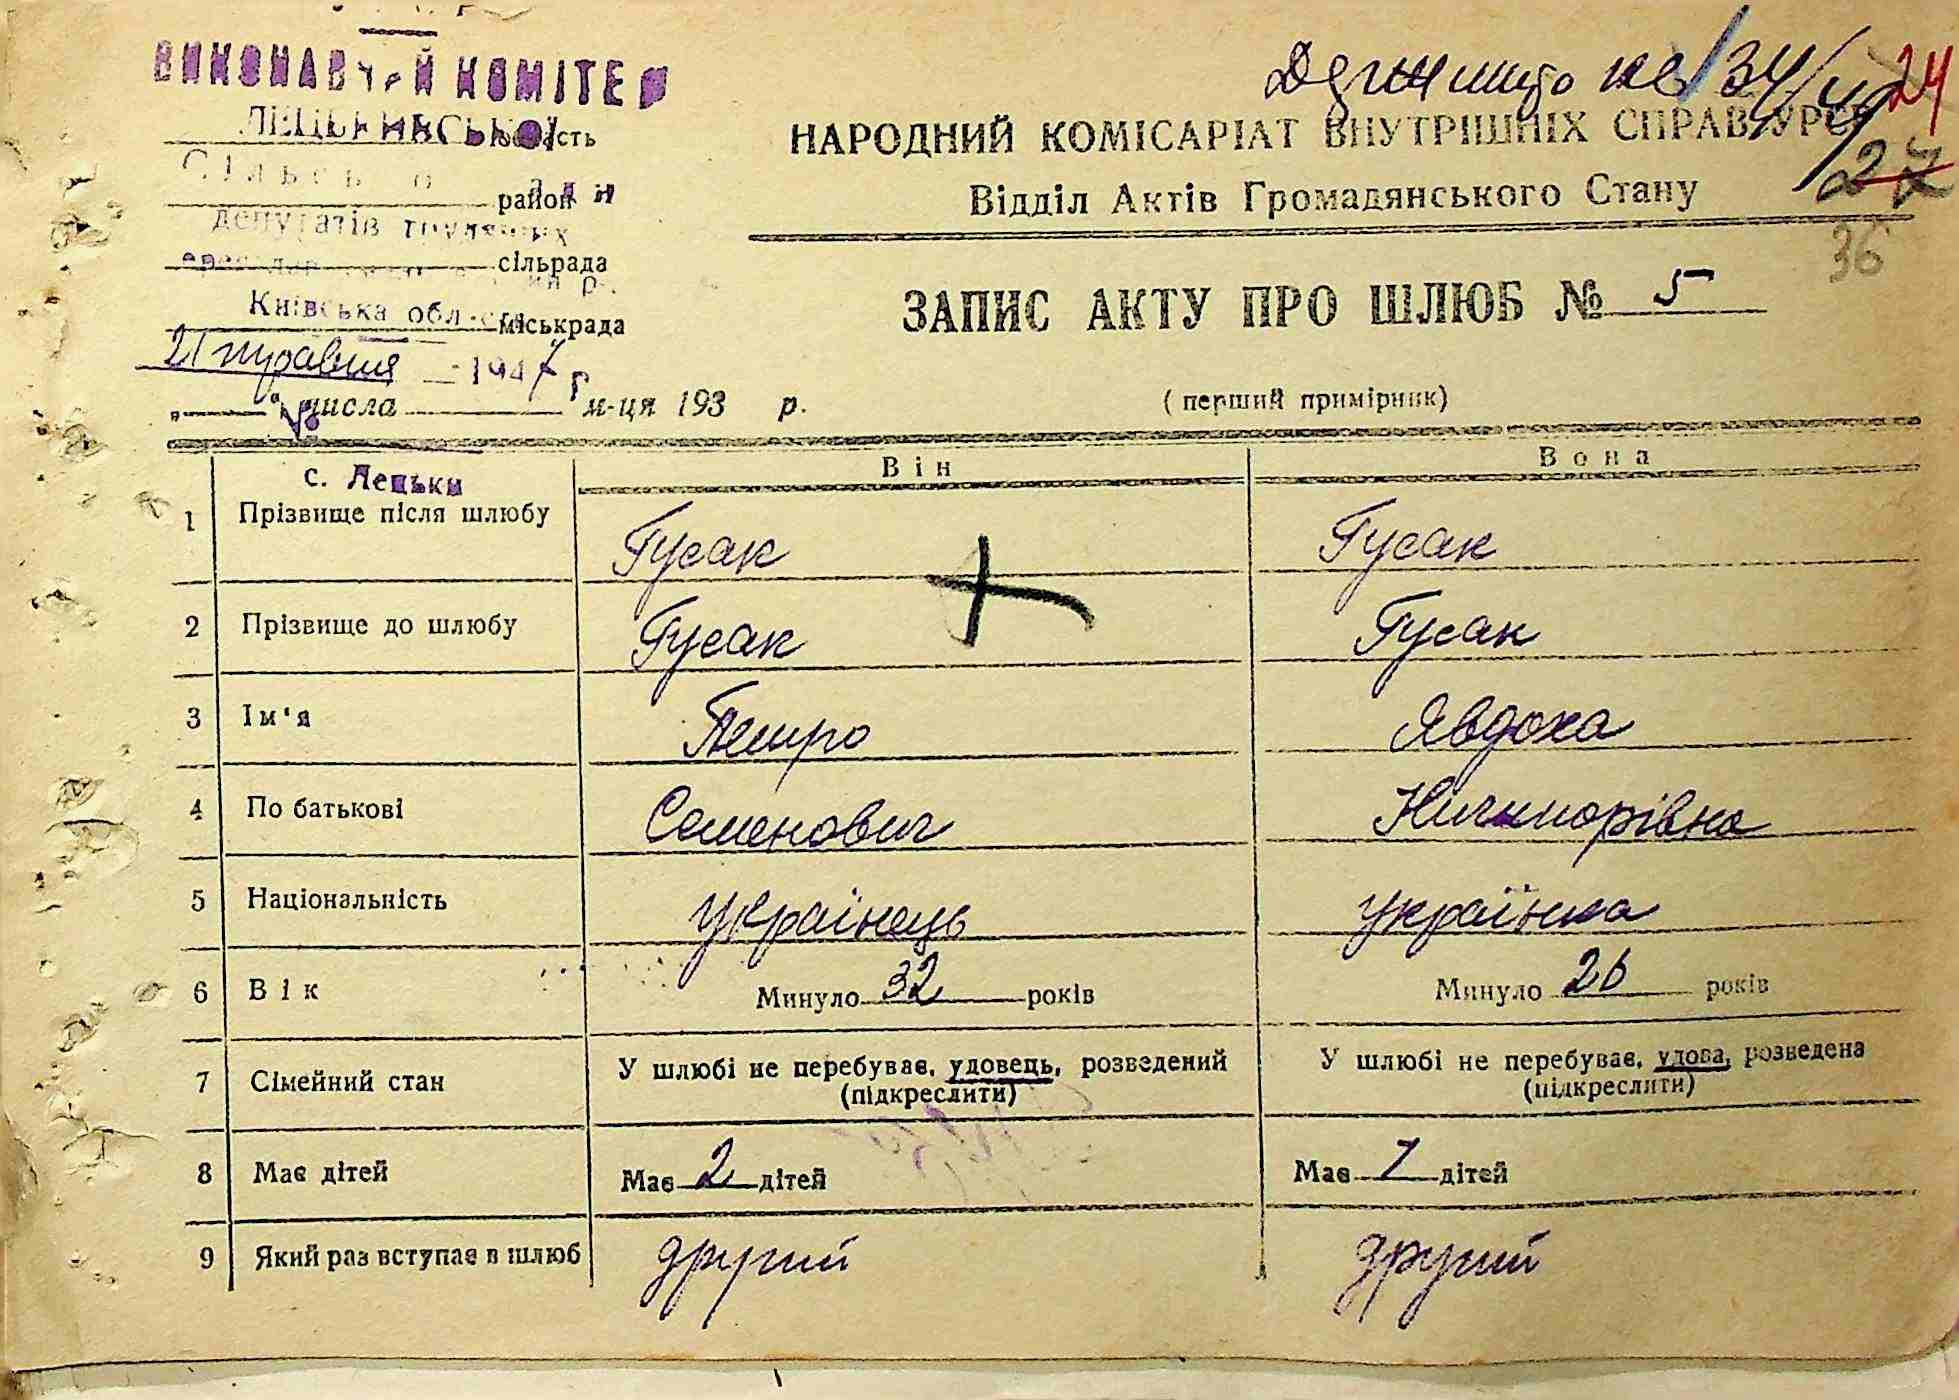 ВИКОНАВЧИЙ КОМІТЕТ
ЛЕЦЬКІВСЬКОЇ
область
Сільської Ради
район
депутатів трудящих
сільрада
Київська обл.
міськрада
21 травня 1947 р
„ “ числа м-ця 193 р.
НАРОДНИЙ КОМІСАРІАТ ВНУТРІШНІХ СПРАВ УРСР
24
27
Відділ Актів Громадянського Стану
36
ЗАПИС АКТУ ПРО ШЛЮБ № 5
( перший примірник)
с. Лецьки
Він
Вона
1 Прізвище після шлюбу Гусак Гусак
2 Прізвище до шлюбу Гусак Гусак
3 Ім'я Петро Явдоха
4 По батькові Семенович Ничипорівна
5 Національність українець українка
6 Вік Минуло 32 років Минуло 26 років
7 Сімейний стан У шлюбі не перебуває, удовець, розведений У шлюбі не перебуває, удова, розведена
(підкреслити) (підкреслити)
8 Має дітей Має 2 дітей Має 1 дітей
9 Який раз вступає в шлюб другий другий